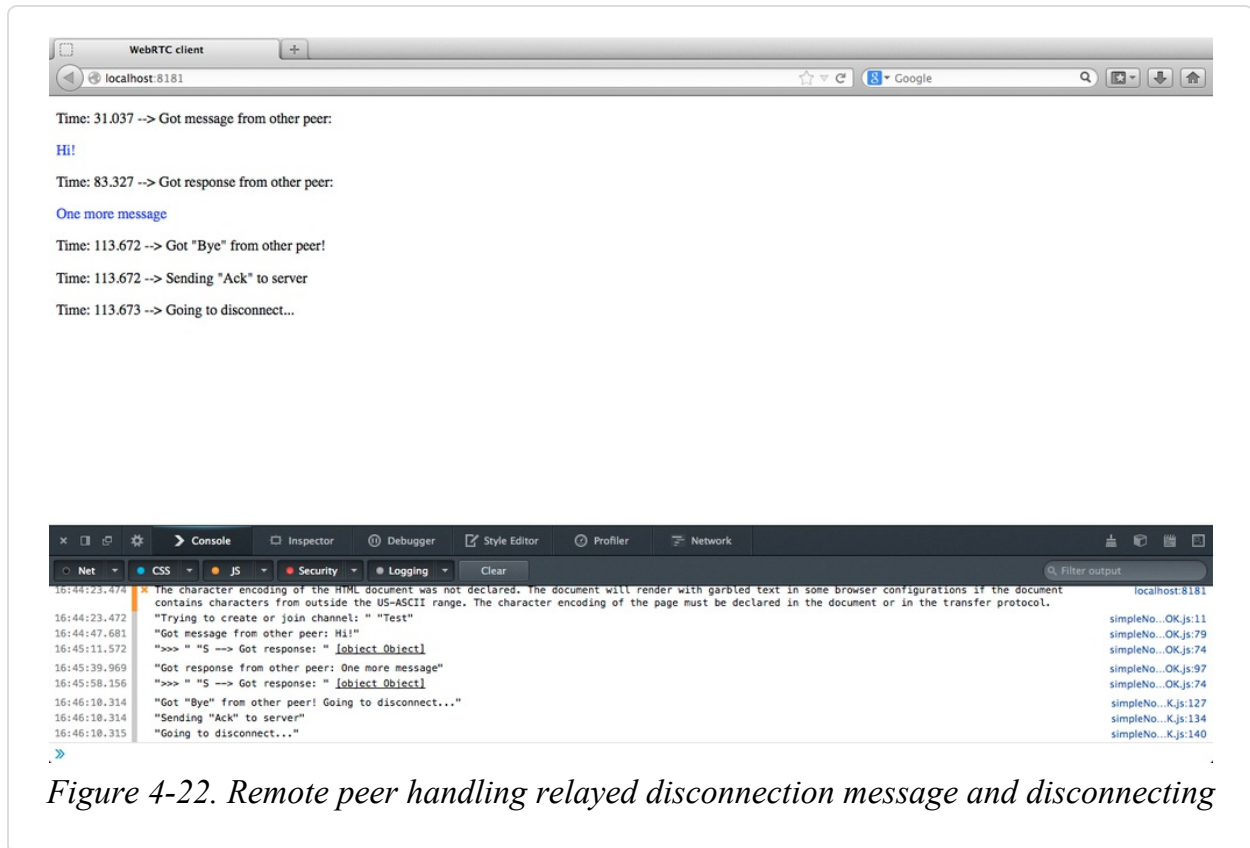 WebRTC client
localhost:8181
Google
Time: 31.037 --> Got message from other peer:
Hi!
Time: 83.327 --> Got response from other peer:
One more message
Time: 113.672 --> Got "Bye" from other peer!
Time: 113.672 --> Sending "Ack" to server
Time: 113.673 --> Going to disconnect...
Console Inspector Debugger Style Editor Profiler Network
Net CSS JS Security Logging Clear Filter output
16:44:23.474 The character encoding of the HTML document was not declared. The document will render with garbled text in some browser configurations if the document localhost:8181
contains characters from outside the US-ASCII range. The character encoding of the page must be declared in the document or in the transfer protocol.
16:44:23.472 "Trying to create or join channel: " "Test" simpleNo...OK.js:11
16:44:47.681 "Got message from other peer: Hi!" simpleNo...OK.js:79
16:45:11.572 ">>> " "S --> Got response: " [object Object] simpleNo...OK.js:74
16:45:39.969 "Got response from other peer: One more message" simpleNo...OK.js:97
16:45:58.156 ">>> " "S --> Got response: " [object Object] simpleNo...OK.js:74
16:46:10.314 "Got "Bye" from other peer! Going to disconnect..." simpleNo...K.js:127
16:46:10.314 "Sending "Ack" to server" simpleNo...K.js:134
16:46:10.315 "Going to disconnect..." simpleNo...K.js:140
Figure 4-22. Remote peer handling relayed disconnection message and disconnecting